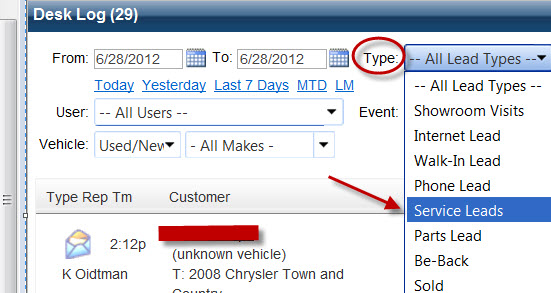 Desk Log (29)
From: 6/28/2012 To: 6/28/2012 Type: -- All Lead Types --
Today Yesterday Last 7 Days MTD LM
User: -- All Users -- Event:
Vehicle: Used/New - All Makes -
-- All Lead Types --
Showroom Visits
Internet Lead
Walk-In Lead
Phone Lead
Service Leads
Parts Lead
Be-Back
Sold
Type Rep Tm Customer
2:12p
(unknown vehicle)
K Oidtman T: 2008 Chrysler Town and
Country